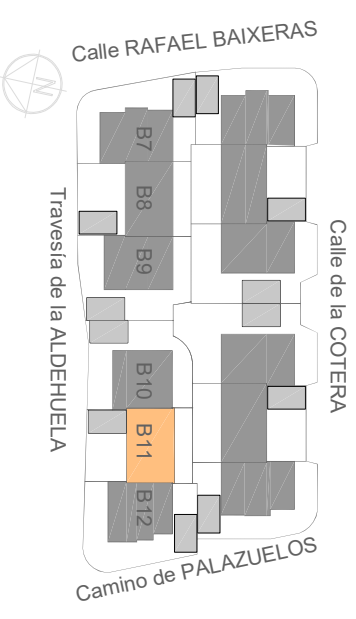 Calle RAFAEL BAIXERAS
N
B7
B8
B9
Travesía de la ALDEHUELA
Calle de la COTERA
B10
B11
B12
Camino de PALAZUELOS